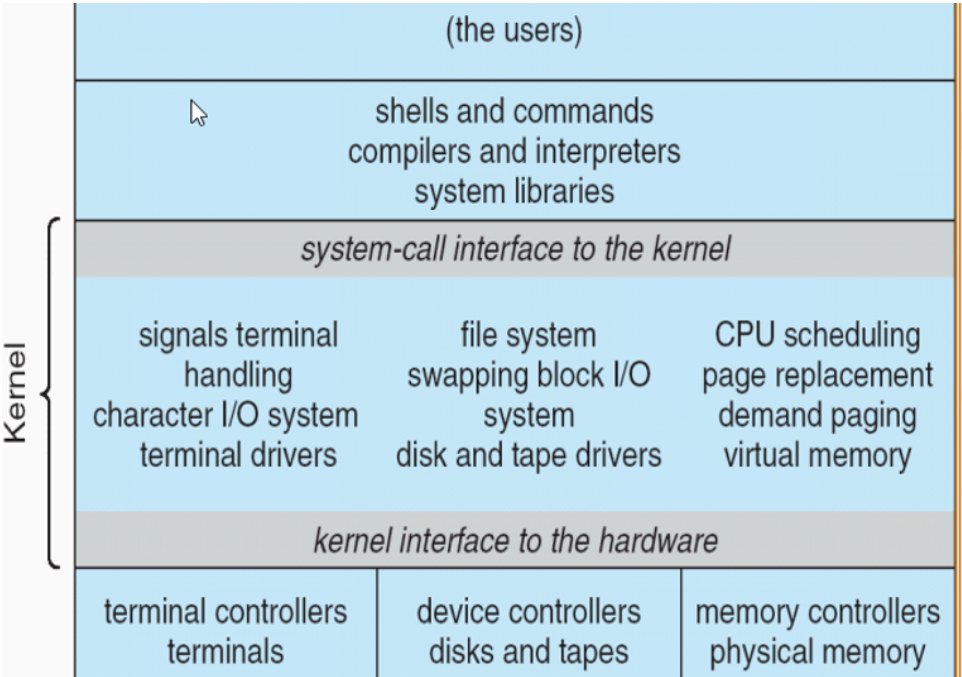 (the users)
shells and commands
compilers and interpreters
system libraries
system-call interface to the kernel
Kernel
signals terminal
handling
character I/O system
terminal drivers
file system
swapping block I/O
system
disk and tape drivers
CPU scheduling
page replacement
demand paging
virtual memory
kernel interface to the hardware
terminal controllers
terminals
device controllers
disks and tapes
memory controllers
physical memory